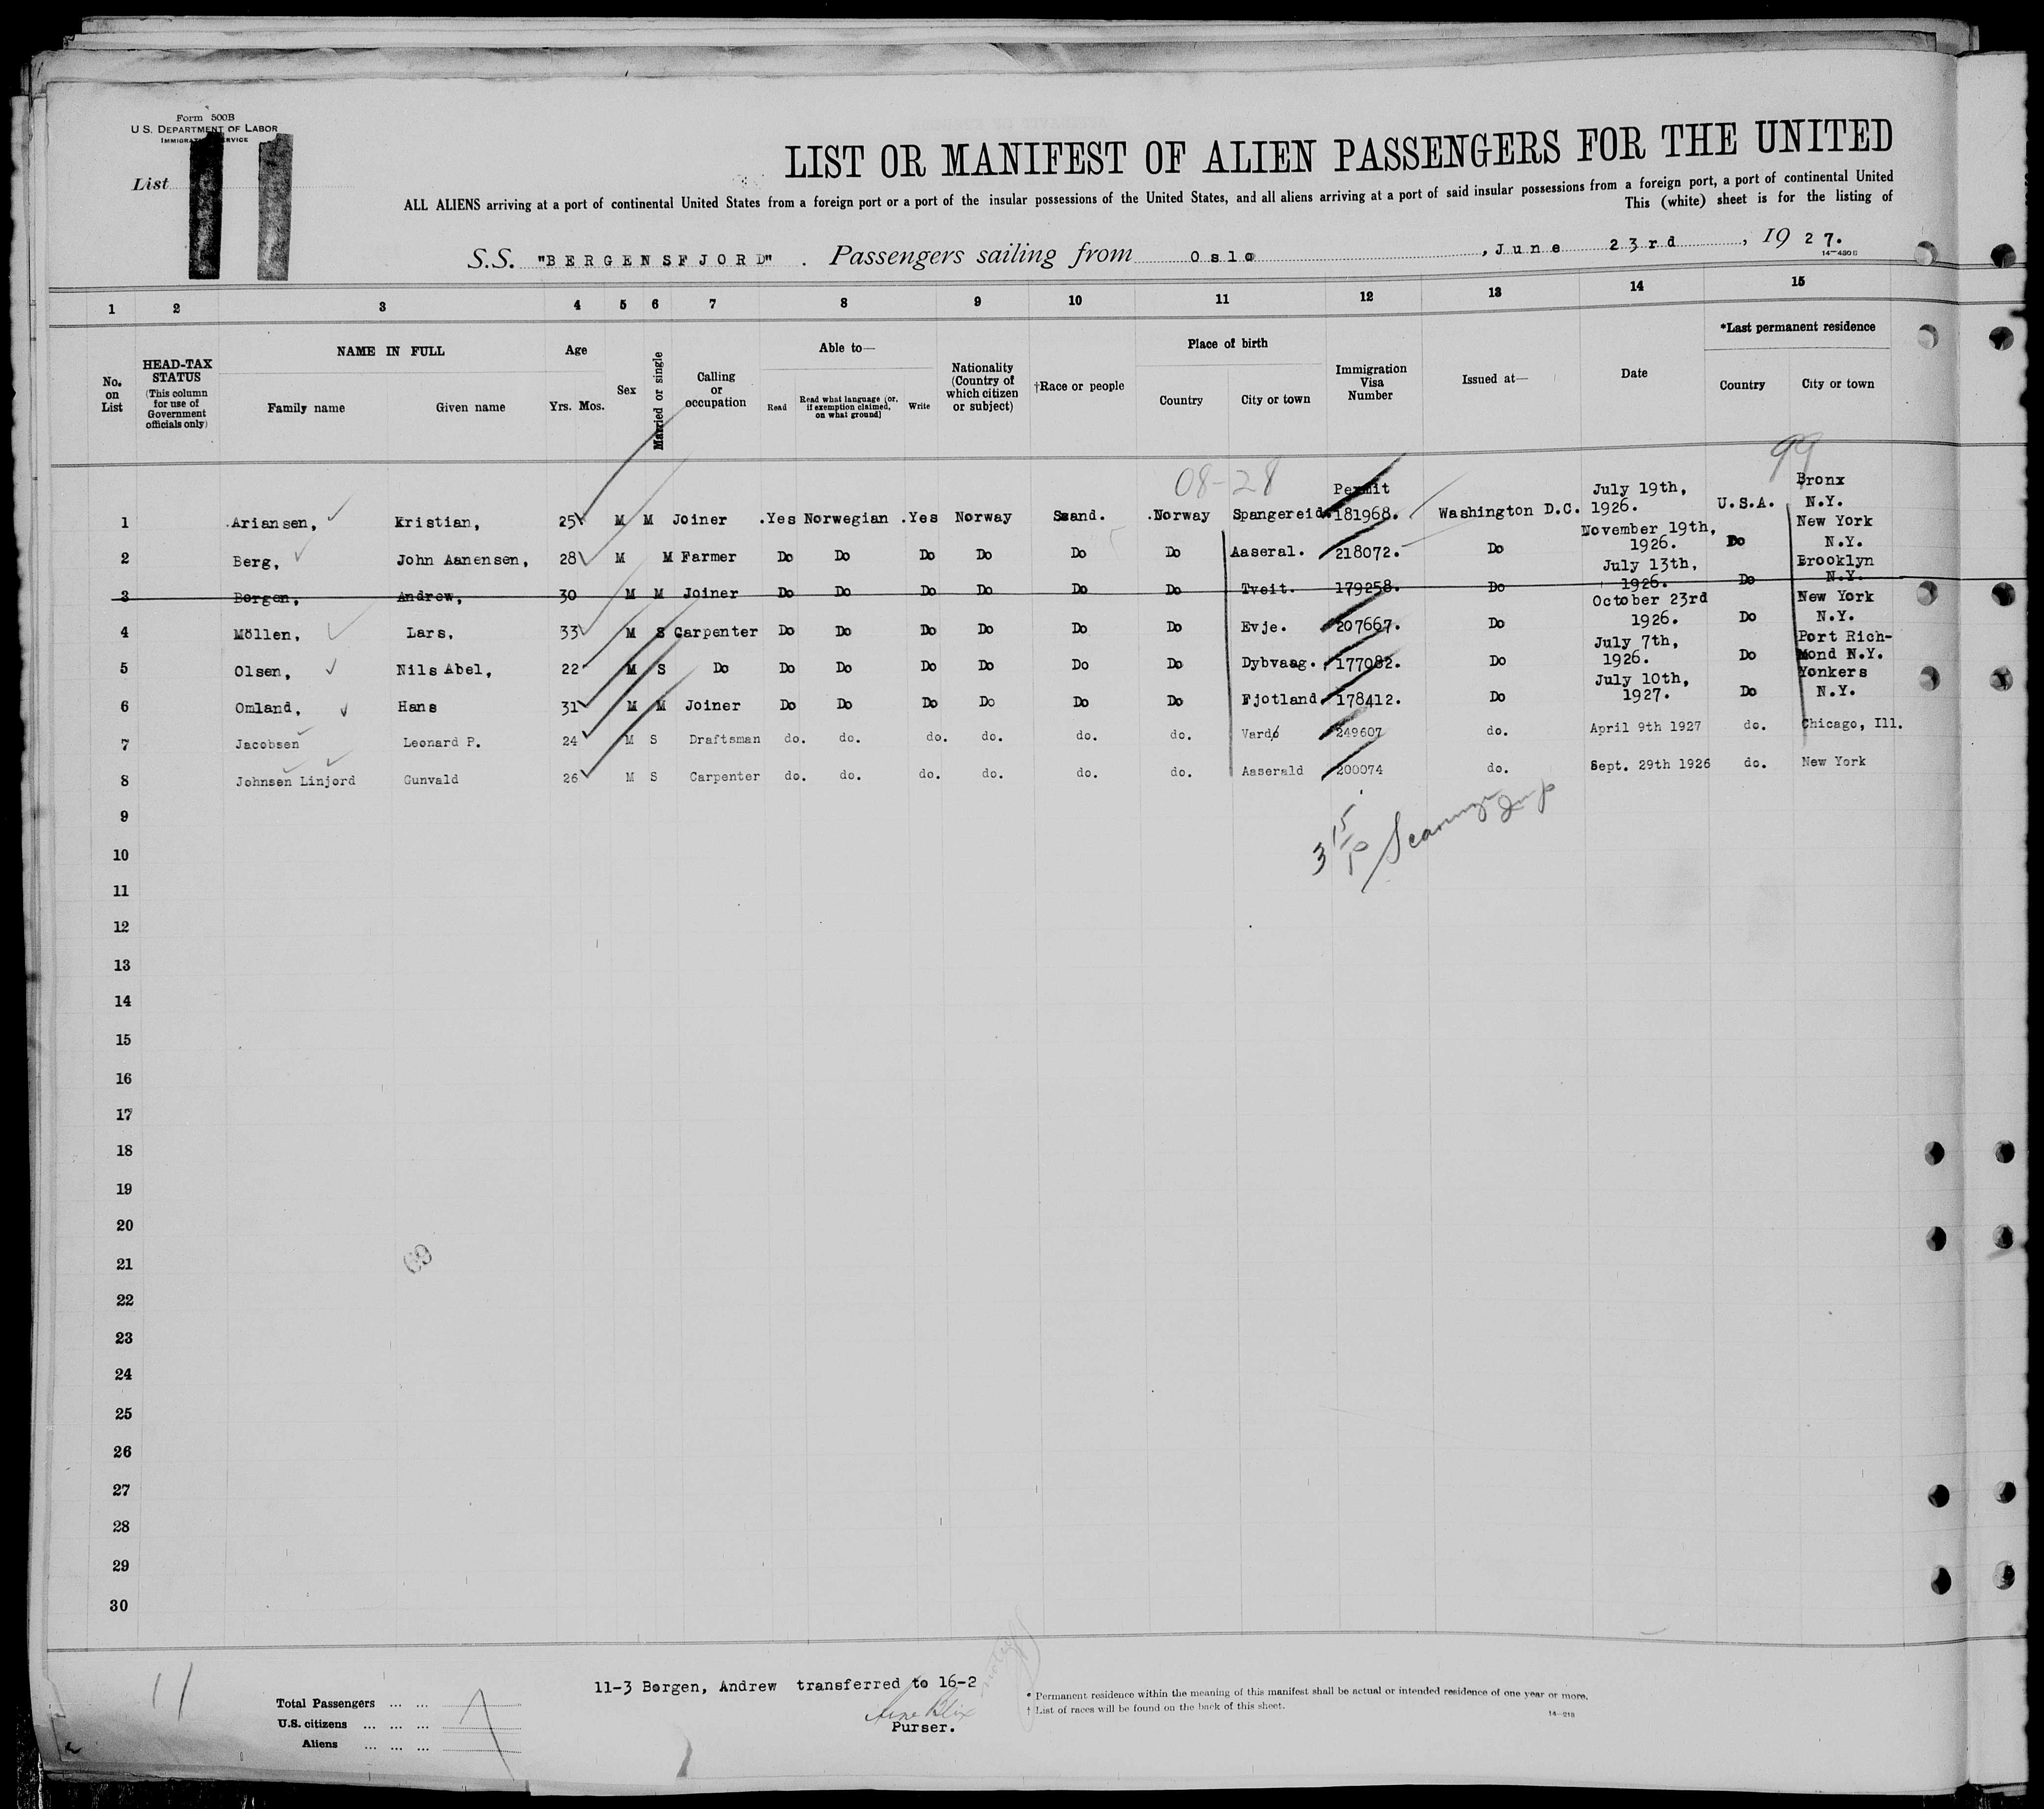 Form 500B
U. S. DEPARTMENT OF LABOR
List
LIST OR MANIFEST OF ALIEN PASSENGERS FOR THE UNITED
ALL ALIENS arriving at a port of continental United States from a foreign port or a port of the insular possessions of the United States, and all aliens arriving at a port of said insular possessions from a foreign port, a port of continental United
This (white) sheet is for the listing of
S.S. "BERGENSFJORD" . Passengers sailing from Oslo , June 23rd , 1927.
14-430 B
1 2 3 4 5 6 7 8 9 10 11 12 13 14 15
No. on List
HEAD-TAX STATUS (This column for use of Government officials only)
NAME IN FULL
Family name Given name
Age
Yrs. Mos.
Sex
Married or single
Calling or occupation
Able to—
Read
Read what language (or, if exemption claimed, on what ground)
Write
Nationality (Country of which citizen or subject)
†Race or people
Place of birth
Country City or town
Immigration Visa Number
Issued at—
Date
*Last permanent residence
Country City or town
08-28 99
1 Ariansen, Kristian, 25 M M Joiner .Yes Norwegian .Yes Norway Scand. .Norway Spangereid. Permit 181968. Washington D.C. July 19th, 1926. U.S.A. Bronx N.Y.
2 Berg, John Aanensen, 28 M M Farmer Do Do Do Do Do Do Aaseral. 218072. Do November 19th, 1926. Do New York N.Y.
3 Borgen, Andrew, 30 M M Joiner Do Do Do Do Do Do Tveit. 179258. Do July 13th, 1926. Do Brooklyn N.Y.
4 Möllen, Lars, 33 M S Carpenter Do Do Do Do Do Do Evje. 207667. Do October 23rd 1926. Do New York N.Y.
5 Olsen, Nils Abel, 22 M S Do Do Do Do Do Do Do Dybvaag. 177082. Do July 7th, 1926. Do Port Rich- Mond N.Y.
6 Omland, Hans 31 M M Joiner Do Do Do Do Do Do Fjotland 178412. Do July 10th, 1927. Do Yonkers N.Y.
7 Jacobsen Leonard P. 24 M S Draftsman do. do. do. do. do. do. Vardø 249607 do. April 9th 1927 do. Chicago, Ill.
8 Johnsen Linjord Gunvald 26 M S Carpenter do. do. do. do. do. do. Aaserald 200074 do. Sept. 29th 1926 do. New York
9
10
11
12
13
14
15
16
17
18
19
20
21
22
23
24
25
26
27
28
29
30
11
Total Passengers ... ...
U.S. citizens ... ... ...
Aliens ... ... ...
11-3 Borgen, Andrew transferred to 16-2
Purser.
* Permanent residence within the meaning of this manifest shall be actual or intended residence of one year or more.
† List of races will be found on the back of this sheet.
14-218